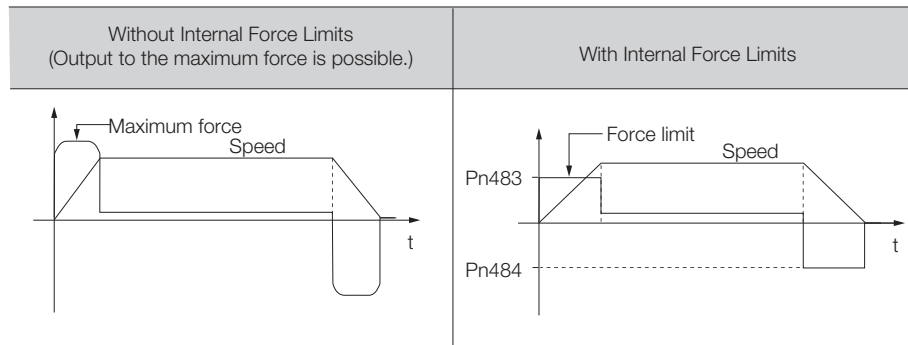 Without Internal Force Limits
(Output to the maximum force is possible.)
With Internal Force Limits
Maximum force
Speed
t
Force limit
Speed
Pn483
t
Pn484